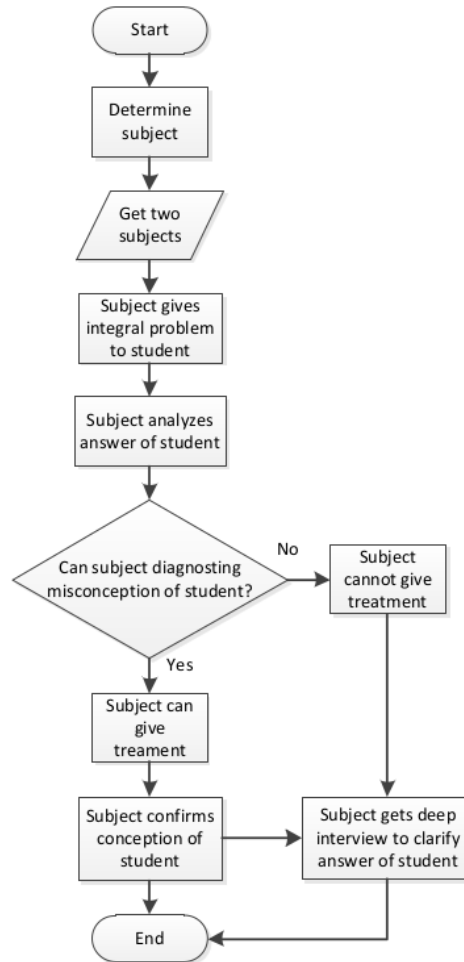 Start
Determine
subject
Get two
subjects
Subject gives
integral problem
to student
Subject analyzes
answer of student
Can subject diagnosting
misconception of student?
No
Subject
cannot give
treatment
Yes
Subject can
give
treament
Subject confirms
conception of
student
Subject gets deep
interview to clarify
answer of student
End